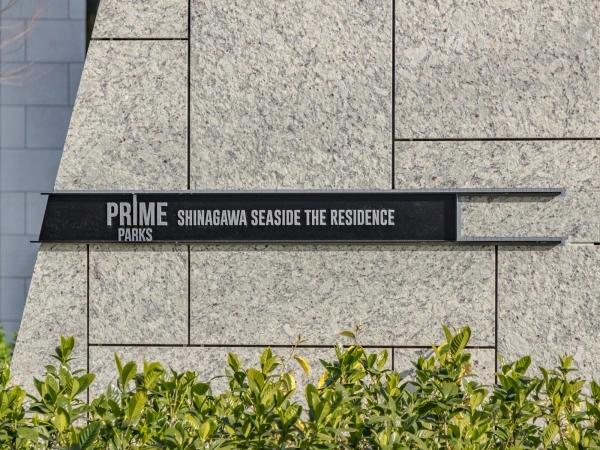 PRIME
PARKS
SHINAGAWA SEASIDE THE RESIDENCE